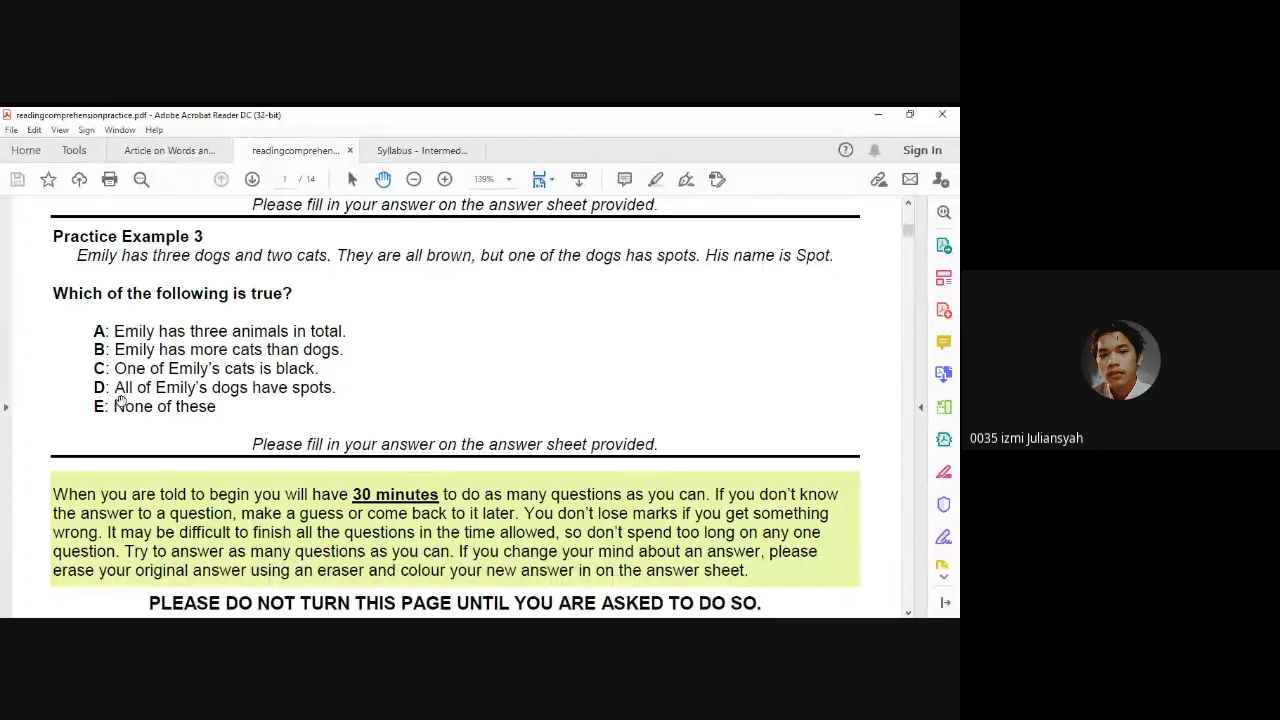 readingcomprehensionpractice.pdf - Adobe Acrobat Reader DC (32-bit)
File Edit View Sign Window Help
Home Tools Article on Words an... readingcomprehen... × Syllabus - Intermed... Sign In
1 / 14 139%
Please fill in your answer on the answer sheet provided.
Practice Example 3
Emily has three dogs and two cats. They are all brown, but one of the dogs has spots. His name is Spot.
Which of the following is true?
A: Emily has three animals in total.
B: Emily has more cats than dogs.
C: One of Emily's cats is black.
D: All of Emily's dogs have spots.
E: None of these
Please fill in your answer on the answer sheet provided.
When you are told to begin you will have 30 minutes to do as many questions as you can. If you don't know
the answer to a question, make a guess or come back to it later. You don't lose marks if you get something
wrong. It may be difficult to finish all the questions in the time allowed, so don't spend too long on any one
question. Try to answer as many questions as you can. If you change your mind about an answer, please
erase your original answer using an eraser and colour your new answer in on the answer sheet.
PLEASE DO NOT TURN THIS PAGE UNTIL YOU ARE ASKED TO DO SO.
0035 izmi Juliansyah